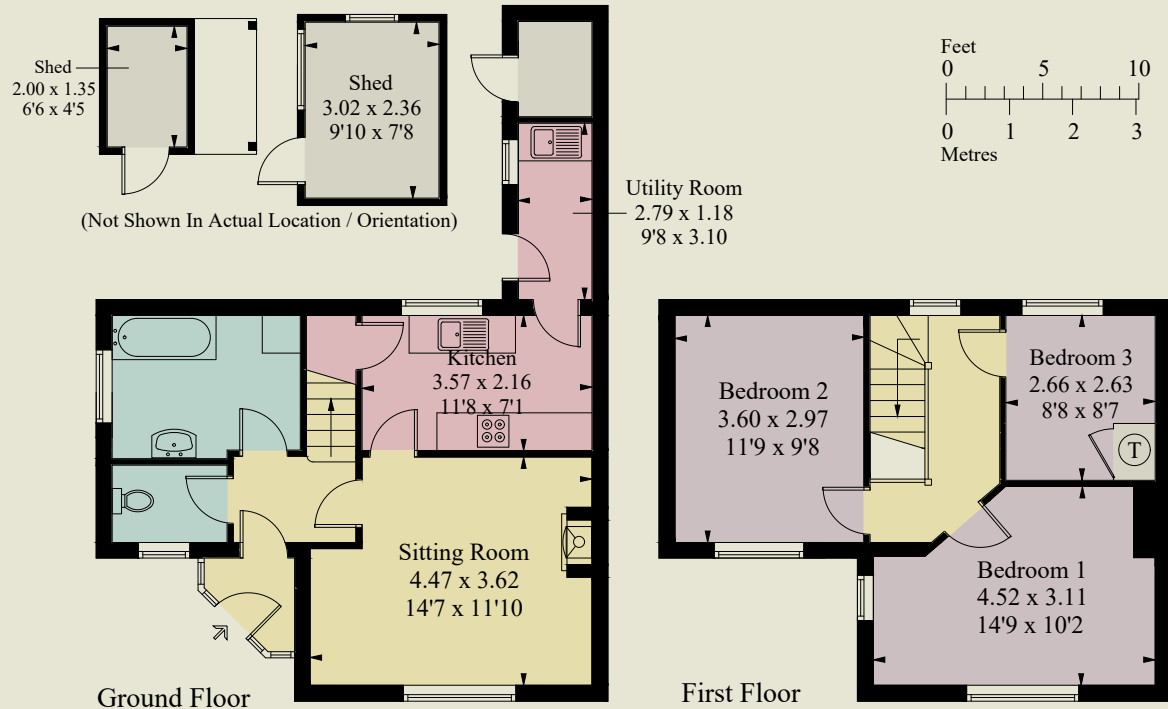 Shed
2.00 x 1.35
6'6 x 4'5
Shed
3.02 x 2.36
9'10 x 7'8
(Not Shown In Actual Location / Orientation)
Feet
0 5 10
0 1 2 3
Metres
Utility Room
2.79 x 1.18
9'8 x 3.10
Kitchen
3.57 x 2.16
11'8 x 7'1
Sitting Room
4.47 x 3.62
14'7 x 11'10
Ground Floor
Bedroom 2
3.60 x 2.97
11'9 x 9'8
Bedroom 3
2.66 x 2.63
8'8 x 8'7
T
Bedroom 1
4.52 x 3.11
14'9 x 10'2
First Floor